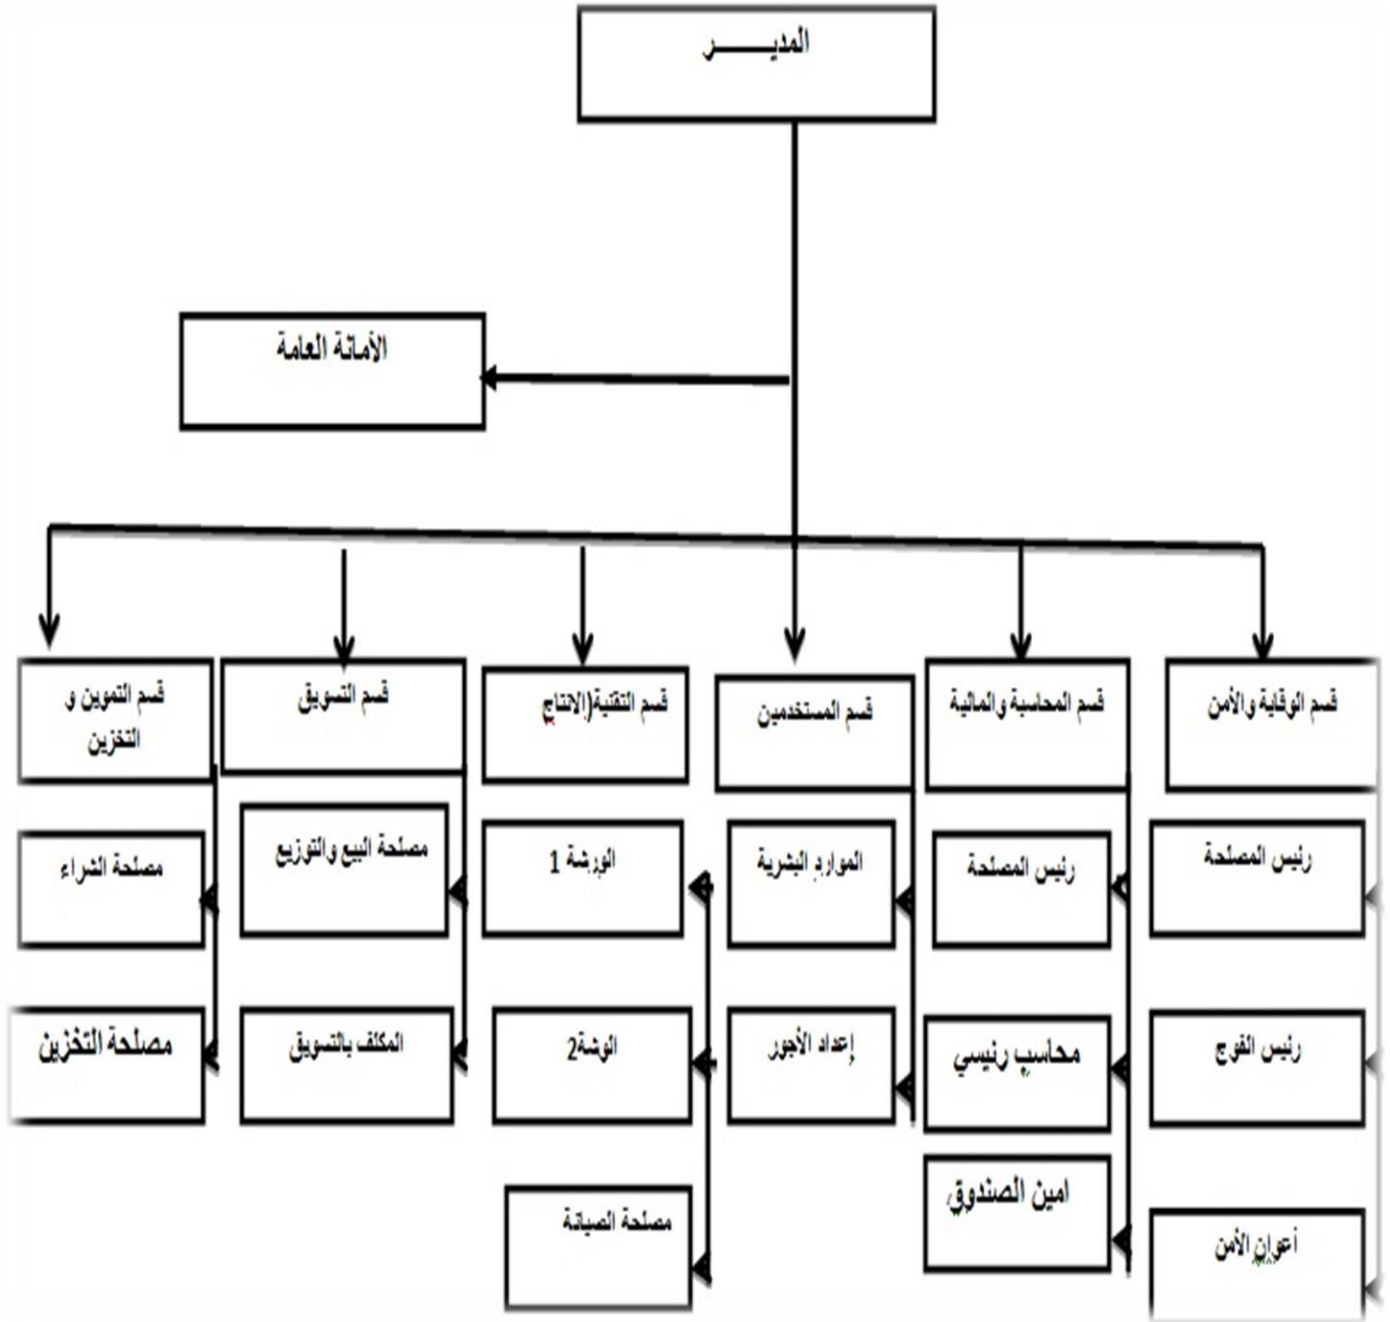 المديـــــــر
الأمانة العامة
قسم الوقاية والأمن
قسم المحاسبة والمالية
قسم المستخدمين
قسم التقنية(الانتاج
قسم التسويق
قسم التموين و
التخزين
رئيس المصلحة
رئيس المصلحة
الموارد البشرية
الورشة 1
مصلحة البيع والتوزيع
مصلحة الشراء
رئيس الفوج
محاسب رئيسي
إعداد الأجور
الوشة2
المكلف بالتسويق
مصلحة التخزين
أعوان الأمن
امين الصندوق
مصلحة الصيانة